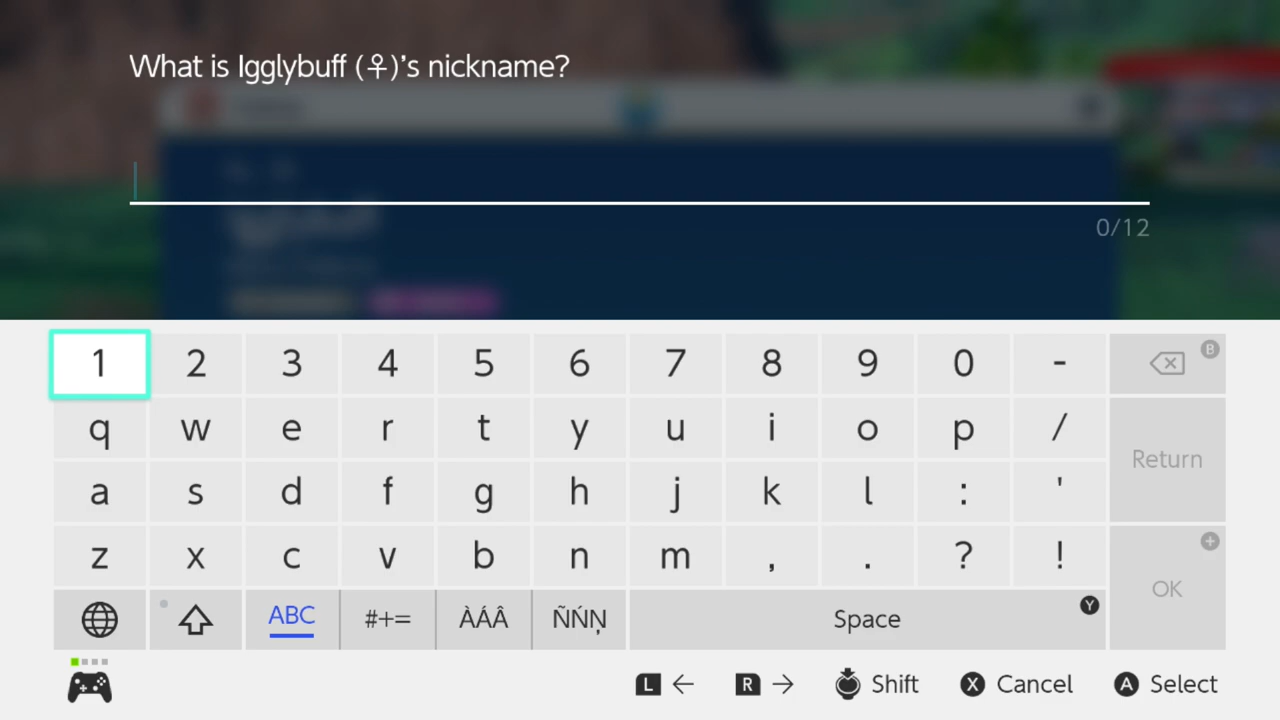 What is Igglybuff (♀)'s nickname?
0/12
1 2 3 4 5 6 7 8 9 0 - B
q w e r t y u i o p /
Return
a s d f g h j k l : '
z x c v b n m , . ? ! +
OK
ABC #+= ÀÁÂ ÑŃŅ Space Y
L ← R → Shift X Cancel A Select